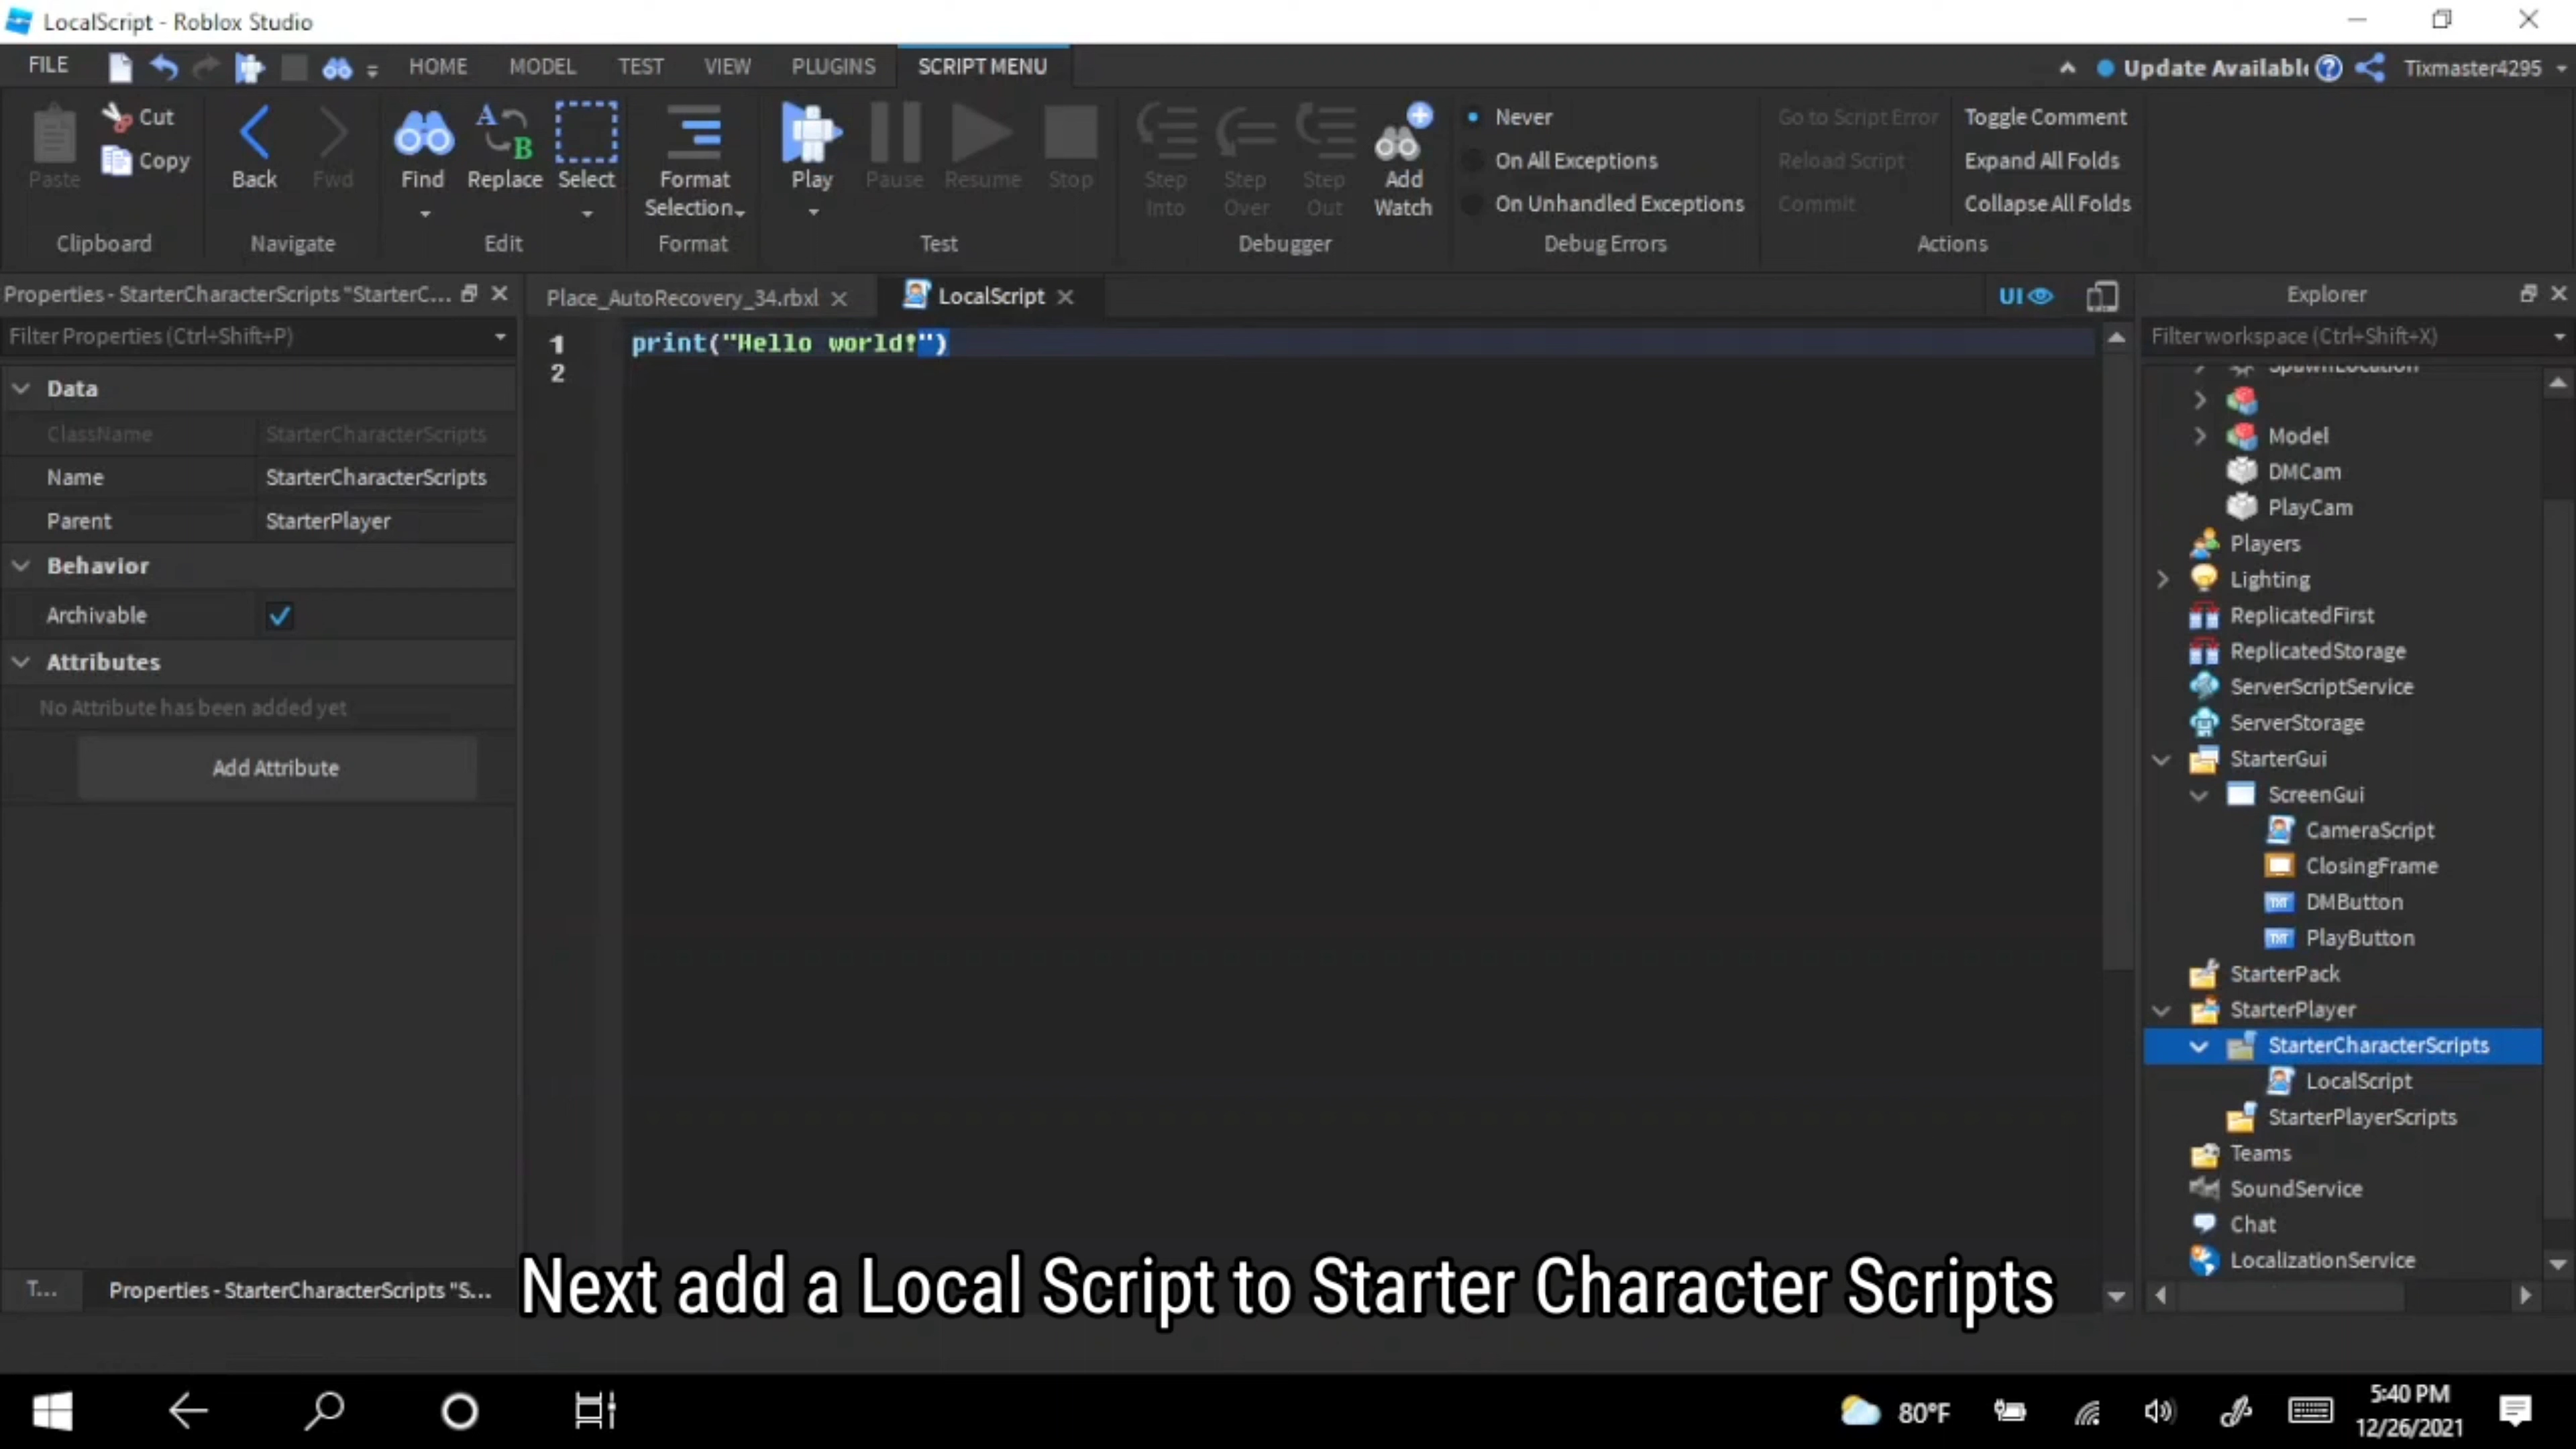 LocalScript - Roblox Studio
FILE HOME MODEL TEST VIEW PLUGINS SCRIPT MENU Update Availabl Tixmaster4295
Paste Cut Copy
Clipboard
Back Fwd
Navigate
Find Replace Select
Edit
Format Selection
Format
Play Pause Resume Stop
Test
Step Into Step Over Step Out Add Watch
Debugger
Never
On All Exceptions
On Unhandled Exceptions
Debug Errors
Go to Script Error
Reload Script
Commit
Toggle Comment
Expand All Folds
Collapse All Folds
Actions
Properties - StarterCharacterScripts "StarterC...
Filter Properties (Ctrl+Shift+P)
Data
ClassName StarterCharacterScripts
Name StarterCharacterScripts
Parent StarterPlayer
Behavior
Archivable
Attributes
No Attribute has been added yet
Add Attribute
T...
Properties - StarterCharacterScripts "S...
Place_AutoRecovery_34.rbxl
LocalScript
UI
1 print("Hello world!")
2
Explorer
Filter workspace (Ctrl+Shift+X)
SpawnLocation
Model
DMCam
PlayCam
Players
Lighting
ReplicatedFirst
ReplicatedStorage
ServerScriptService
ServerStorage
StarterGui
ScreenGui
CameraScript
ClosingFrame
DMButton
PlayButton
StarterPack
StarterPlayer
StarterCharacterScripts
LocalScript
StarterPlayerScripts
Teams
SoundService
Chat
LocalizationService
Next add a Local Script to Starter Character Scripts
80°F
5:40 PM
12/26/2021